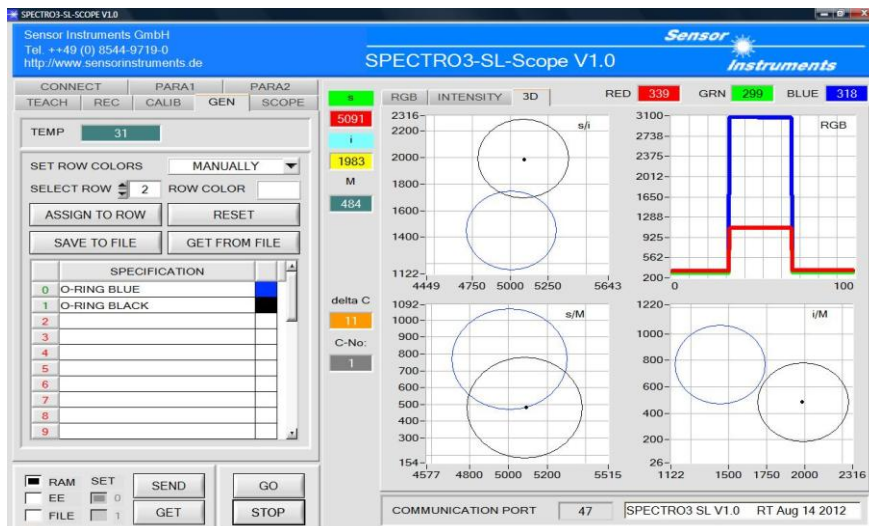 SPECTRO3-SL-SCOPE V1.0
Sensor Instruments GmbH
Tel. ++49 (0) 8544-9719-0
http://www.sensorinstruments.de
SPECTRO3-SL-Scope V1.0
Sensor
Instruments
CONNECT PARA1 PARA2
TEACH REC CALIB GEN SCOPE
TEMP 31
SET ROW COLORS MANUALLY
SELECT ROW 2 ROW COLOR
ASSIGN TO ROW RESET
SAVE TO FILE GET FROM FILE
SPECIFICATION
0 O-RING BLUE
1 O-RING BLACK
2
3
4
5
6
7
8
9
RAM SET SEND GO
EE 0
FILE 1 GET STOP
s
5091
i
1983
M
484
delta C
11
C-No:
1
RGB INTENSITY 3D RED 339 GRN 299 BLUE 318
s/i
2316
2200
2000
1800
1600
1400
1122
4449 4750 5000 5250 5643
RGB
3100
2738
2375
2012
1650
1288
925
562
200
0 100
s/M
1092
1000
900
800
700
600
500
400
300
154
4577 4800 5000 5200 5515
i/M
1220
1000
800
600
400
200
26
1122 1500 1750 2000 2316
COMMUNICATION PORT 47 SPECTRO3 SL V1.0 RT Aug 14 2012